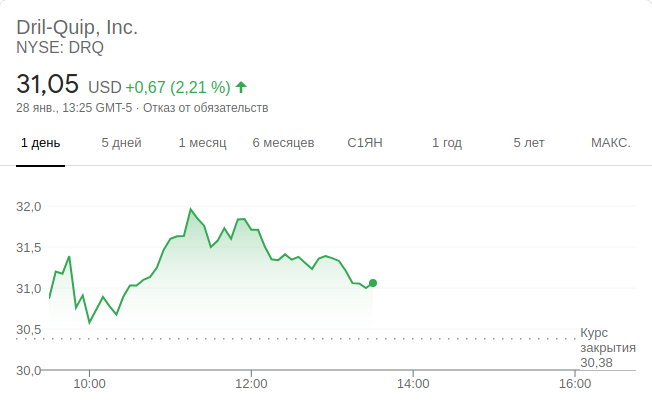 Dril-Quip, Inc.
NYSE: DRQ
31,05 USD +0,67 (2,21 %)
28 янв., 13:25 GMT-5 · Отказ от обязательств
1 день 5 дней 1 месяц 6 месяцев С1ЯН 1 год 5 лет МАКС.
32,0
31,5
31,0
30,5
Курс
закрытия
30,38
30,0
10:00 12:00 14:00 16:00